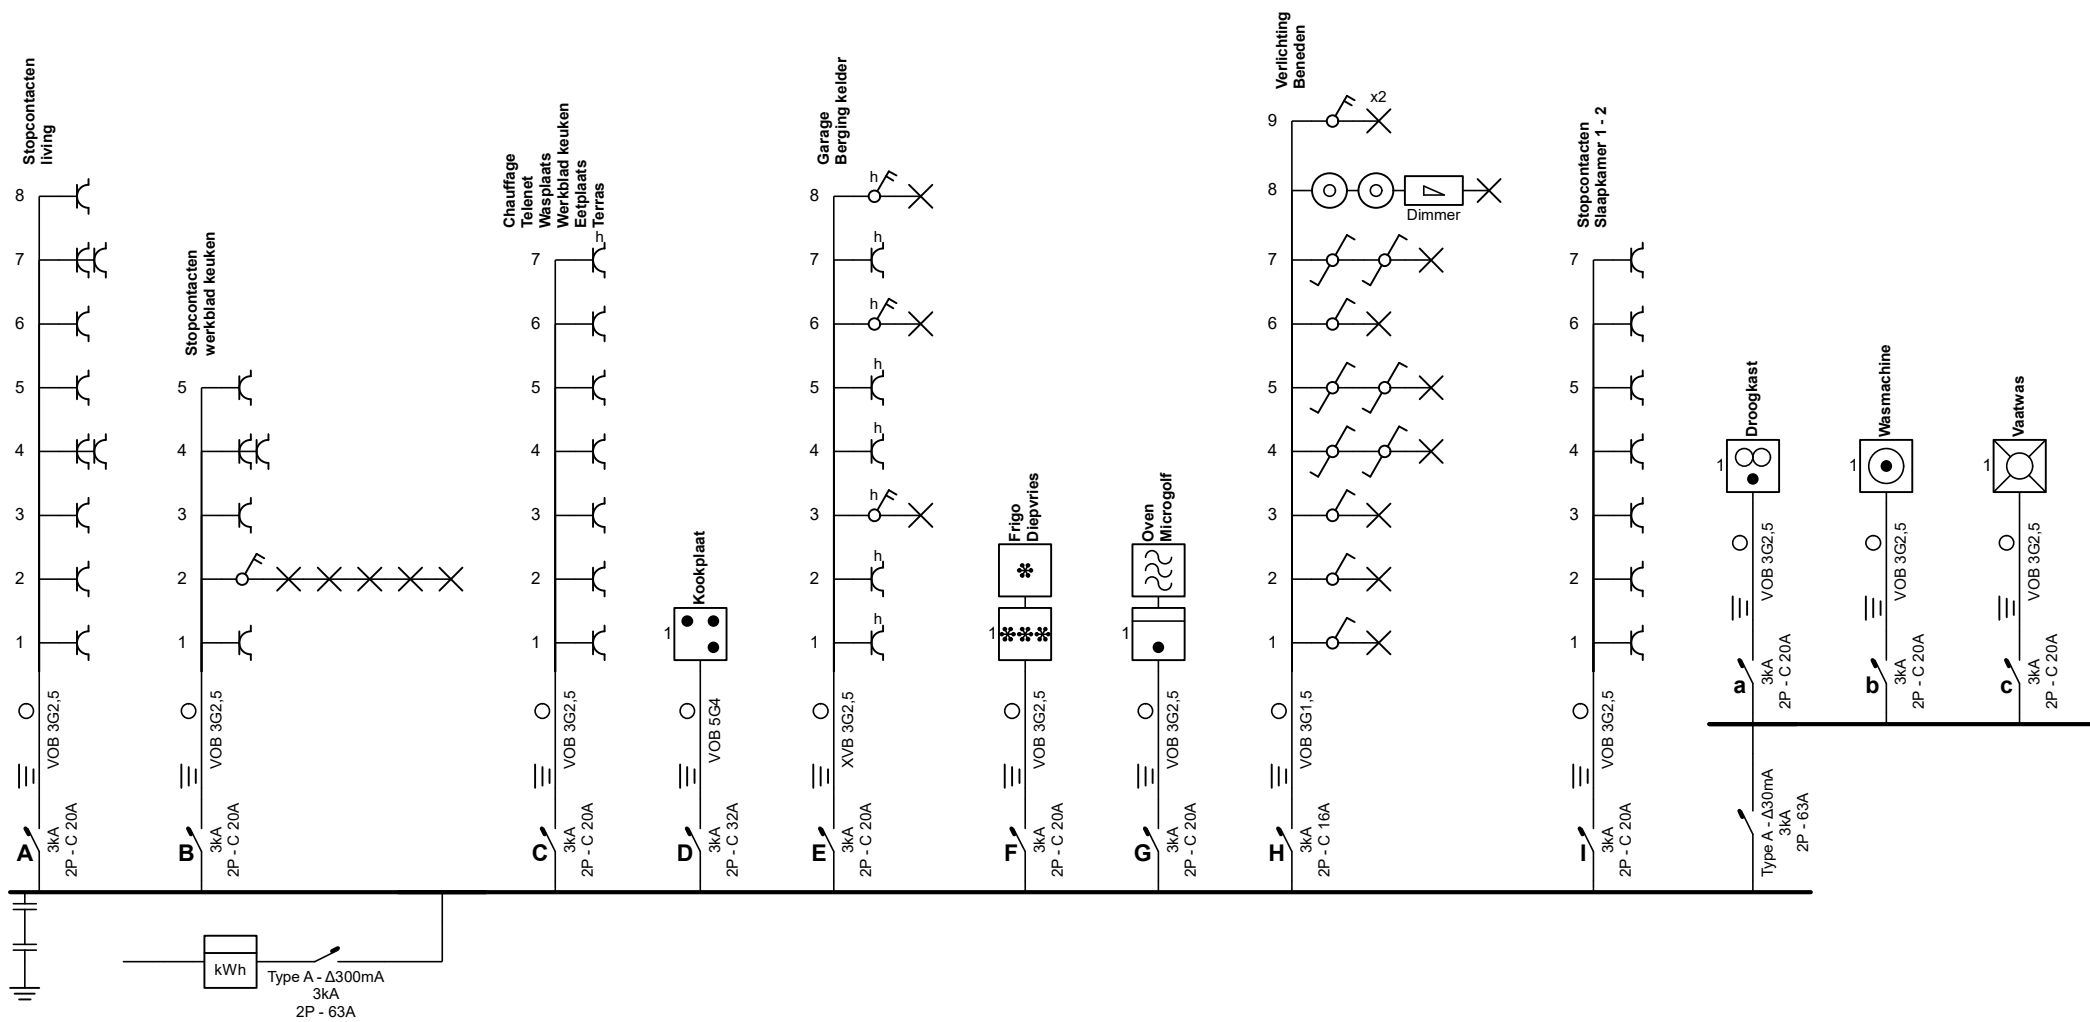 Stopcontacten
living
8
7
6
5
4
3
2
1
VOB 3G2,5
A
3kA
2P - C 20A
Stopcontacten
werkblad keuken
5
4
3
2
1
VOB 3G2,5
B
3kA
2P - C 20A
Chauffage
Telenet
Wasplaats
Werkblad keuken
Eetplaats
Terras
h
7
6
5
4
3
2
1
VOB 3G2,5
C
3kA
2P - C 20A
Kookplaat
1
VOB 5G4
D
3kA
2P - C 32A
Garage
Berging kelder
8
h
7
h
6
h
5
h
4
h
3
h
2
h
1
h
XVB 3G2,5
E
3kA
2P - C 20A
Frigo
Diepvries
1
VOB 3G2,5
F
3kA
2P - C 20A
Oven
Microgolf
1
VOB 3G2,5
G
3kA
2P - C 20A
Verlichting
Beneden
9
x2
8
Dimmer
7
6
5
4
3
2
1
VOB 3G1,5
H
3kA
2P - C 16A
Stopcontacten
Slaapkamer 1 - 2
7
6
5
4
3
2
1
VOB 3G2,5
I
3kA
2P - C 20A
Droogkast
1
VOB 3G2,5
a
3kA
2P - C 20A
Wasmachine
1
VOB 3G2,5
b
3kA
2P - C 20A
Vaatwas
1
VOB 3G2,5
c
3kA
2P - C 20A
Type A - Δ30mA
3kA
2P - 63A
kWh
Type A - Δ300mA
3kA
2P - 63A